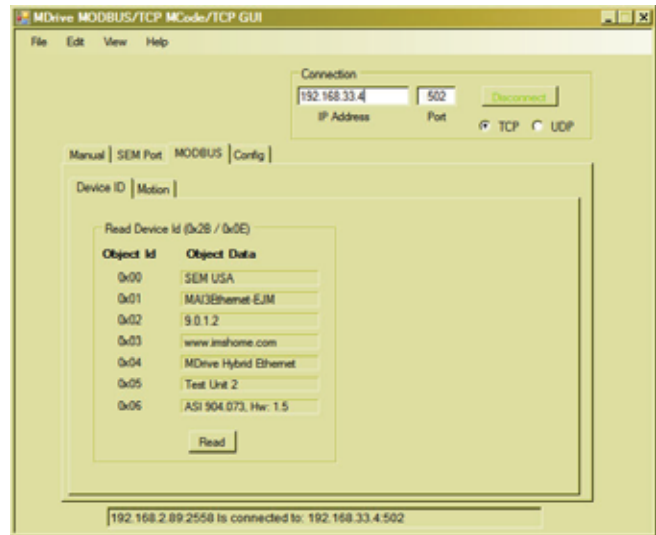 MDrive MODBUS/TCP MCode/TCP GUI
File Edit View Help
Connection
192.168.33.4 502 Disconnect
IP Address Port TCP UDP
Manual SEM Port MODBUS Config
Device ID Motion
Read Device Id (0x2B / 0x0E)
Object Id Object Data
0x00 SEM USA
0x01 MAI3Ethernet-EJM
0x02 9.0.1.2
0x03 www.imshome.com
0x04 MDrive Hybrid Ethernet
0x05 Test Unit 2
0x06 ASI 904.073, Hw: 1.5
Read
192.168.2.89:2558 Is connected to: 192.168.33.4:502